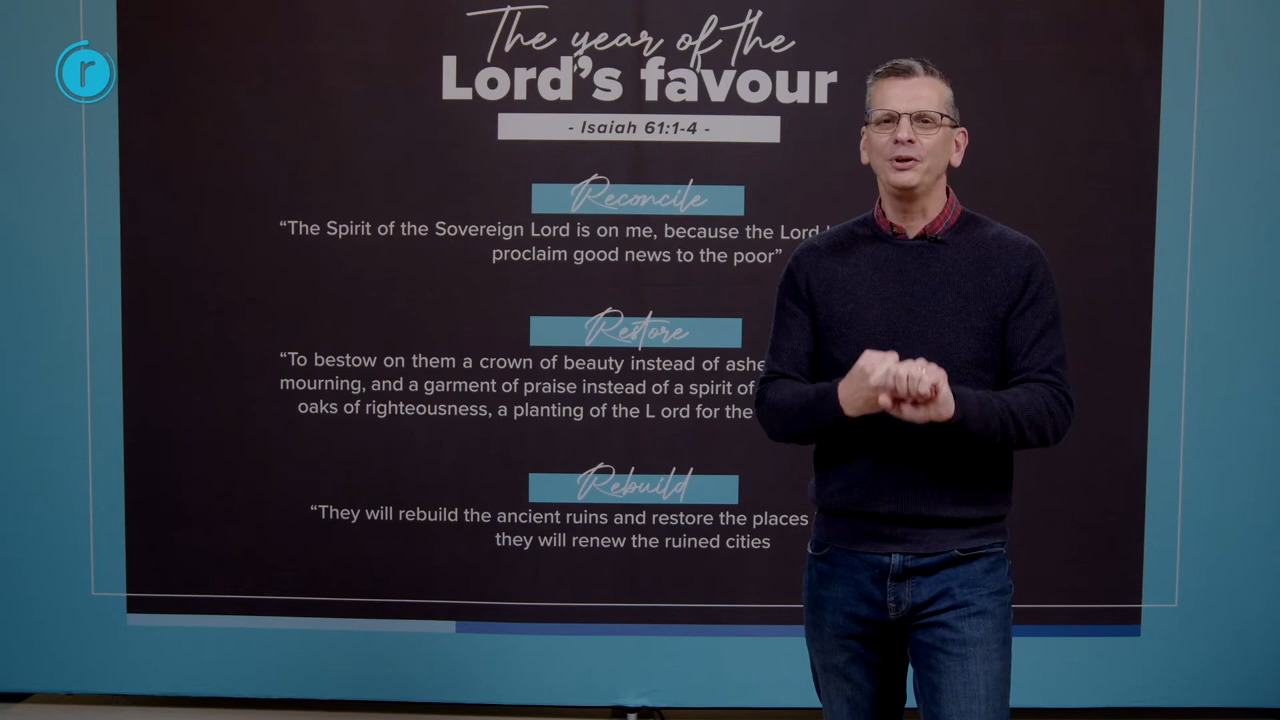 r
The year of the
Lord's favour
- Isaiah 61:1-4 -
Reconcile
“The Spirit of the Sovereign Lord is on me, because the Lord
proclaim good news to the poor”
Restore
“To bestow on them a crown of beauty instead of
mourning, and a garment of praise instead of a spirit of
oaks of righteousness, a planting of the L ord for the
Rebuild
“They will rebuild the ancient ruins and restore the places
they will renew the ruined cities